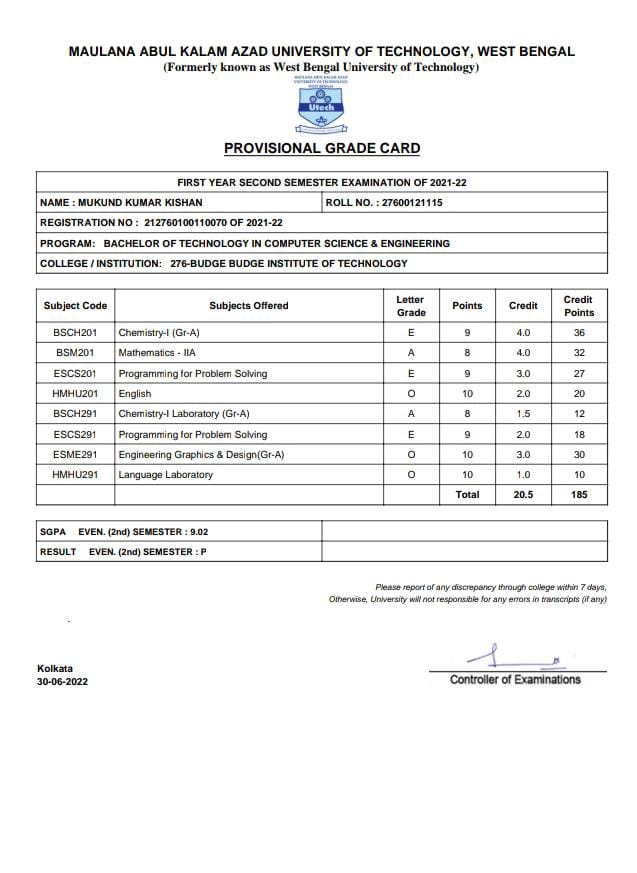 MAULANA ABUL KALAM AZAD UNIVERSITY OF TECHNOLOGY, WEST BENGAL
(Formerly known as West Bengal University of Technology)
MAULANA ABUL KALAM AZAD
UNIVERSITY OF TECHNOLOGY
WEST BENGAL
Utech
PROVISIONAL GRADE CARD
FIRST YEAR SECOND SEMESTER EXAMINATION OF 2021-22
NAME : MUKUND KUMAR KISHAN ROLL NO. : 27600121115
REGISTRATION NO : 212760100110070 OF 2021-22
PROGRAM: BACHELOR OF TECHNOLOGY IN COMPUTER SCIENCE & ENGINEERING
COLLEGE / INSTITUTION: 276-BUDGE BUDGE INSTITUTE OF TECHNOLOGY
Subject Code Subjects Offered Letter Grade Points Credit Credit Points
BSCH201 Chemistry-I (Gr-A) E 9 4.0 36
BSM201 Mathematics - IIA A 8 4.0 32
ESCS201 Programming for Problem Solving E 9 3.0 27
HMHU201 English O 10 2.0 20
BSCH291 Chemistry-I Laboratory (Gr-A) A 8 1.5 12
ESCS291 Programming for Problem Solving E 9 2.0 18
ESME291 Engineering Graphics & Design(Gr-A) O 10 3.0 30
HMHU291 Language Laboratory O 10 1.0 10
Total 20.5 185
SGPA EVEN. (2nd) SEMESTER : 9.02
RESULT EVEN. (2nd) SEMESTER : P
Please report of any discrepancy through college within 7 days,
Otherwise, University will not responsible for any errors in transcripts (if any)
Kolkata
30-06-2022
Controller of Examinations